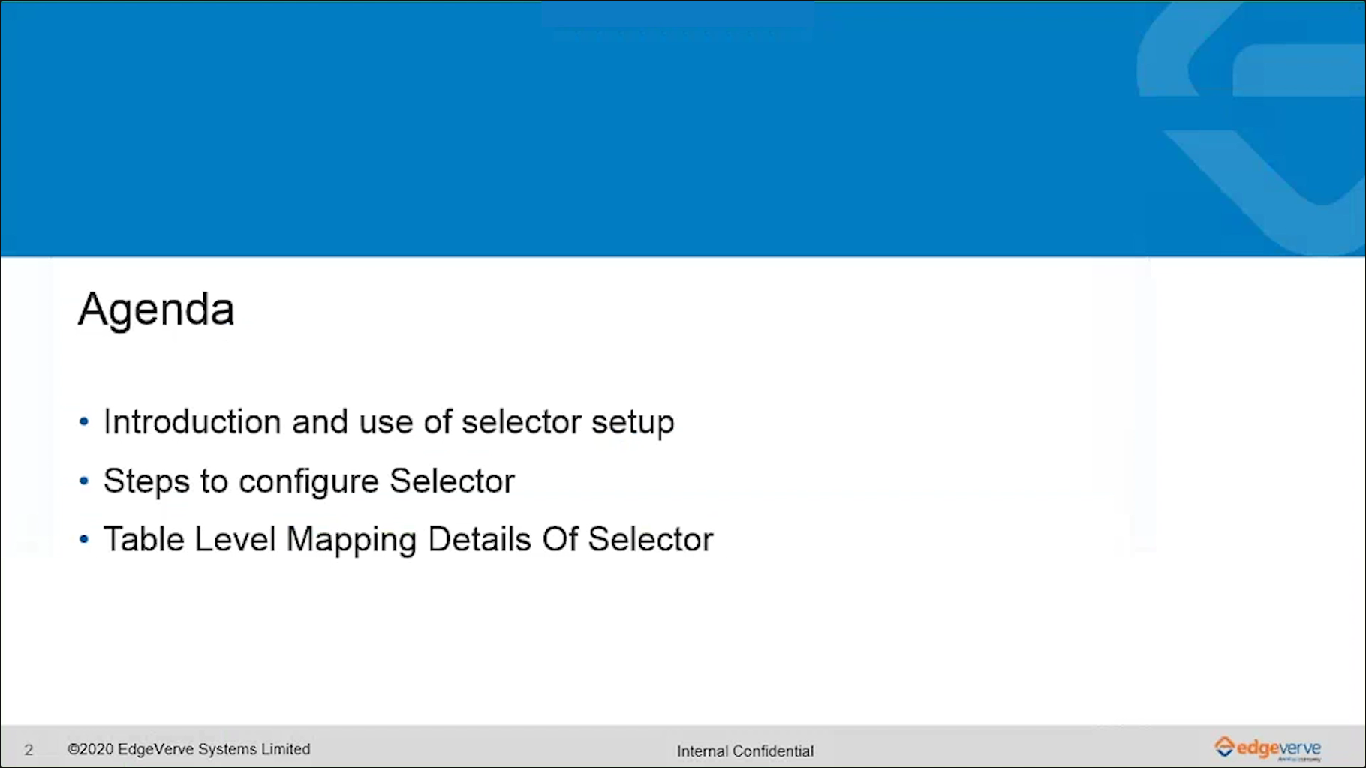 Agenda
• Introduction and use of selector setup
• Steps to configure Selector
• Table Level Mapping Details Of Selector
2 ©2020 EdgeVerve Systems Limited Internal Confidential edgeverve